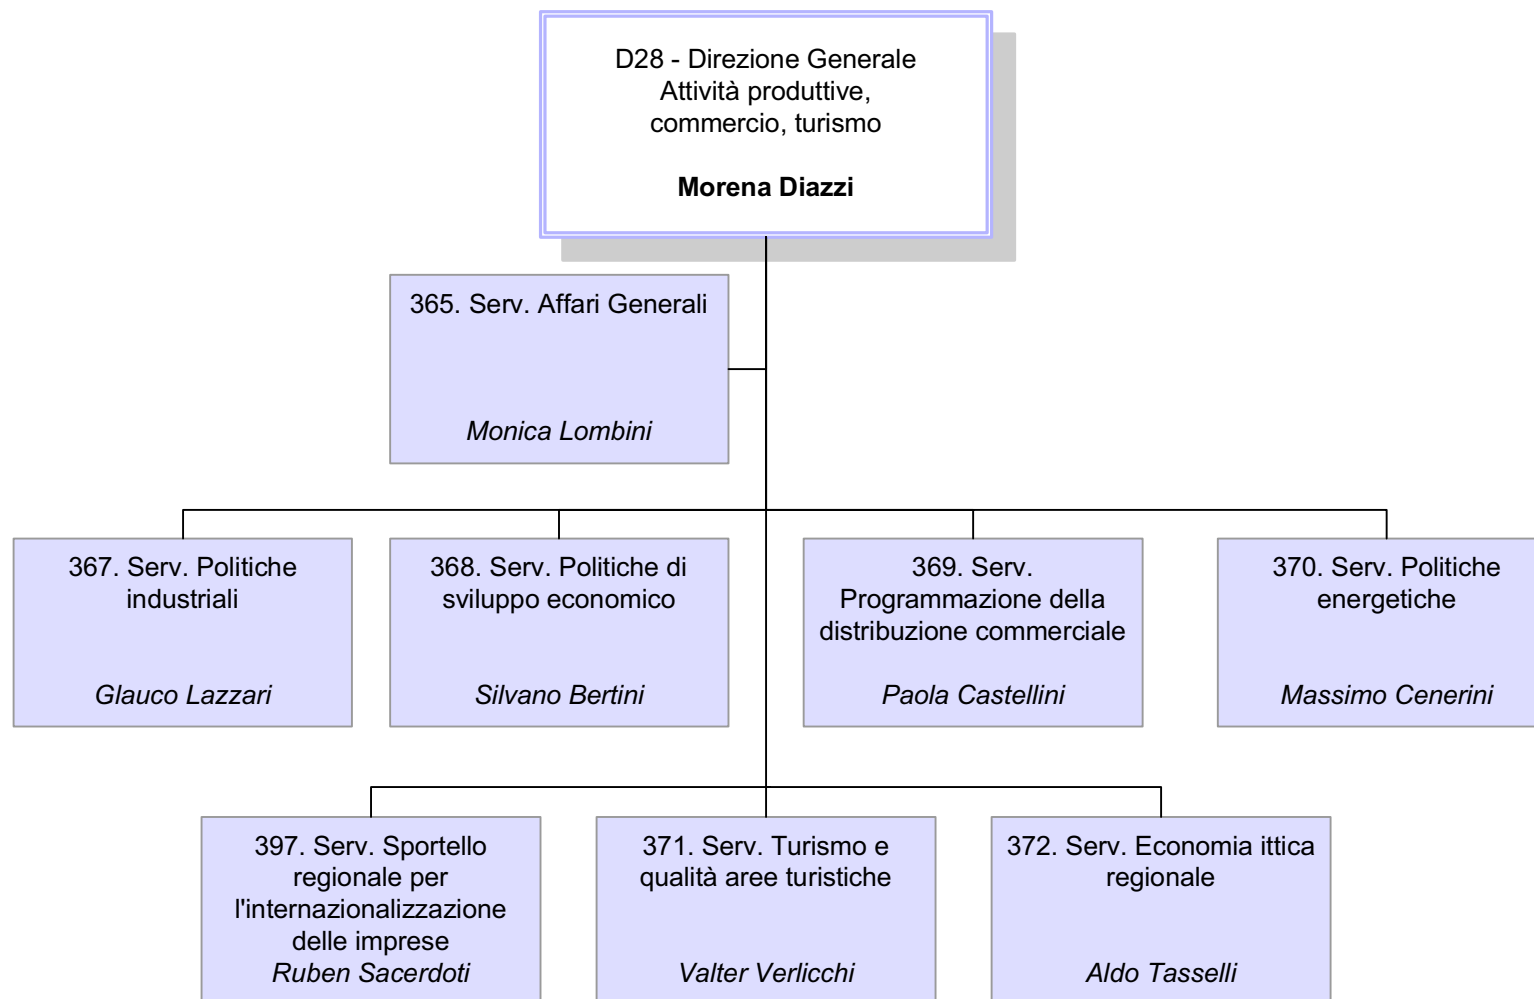 D28 - Direzione Generale
Attività produttive,
commercio, turismo
Morena Diazzi
365. Serv. Affari Generali
Monica Lombini
367. Serv. Politiche
industriali
Glauco Lazzari
368. Serv. Politiche di
sviluppo economico
Silvano Bertini
369. Serv.
Programmazione della
distribuzione commerciale
Paola Castellini
370. Serv. Politiche
energetiche
Massimo Cenerini
397. Serv. Sportello
regionale per
l'internazionalizzazione
delle imprese
Ruben Sacerdoti
371. Serv. Turismo e
qualità aree turistiche
Valter Verlicchi
372. Serv. Economia ittica
regionale
Aldo Tasselli